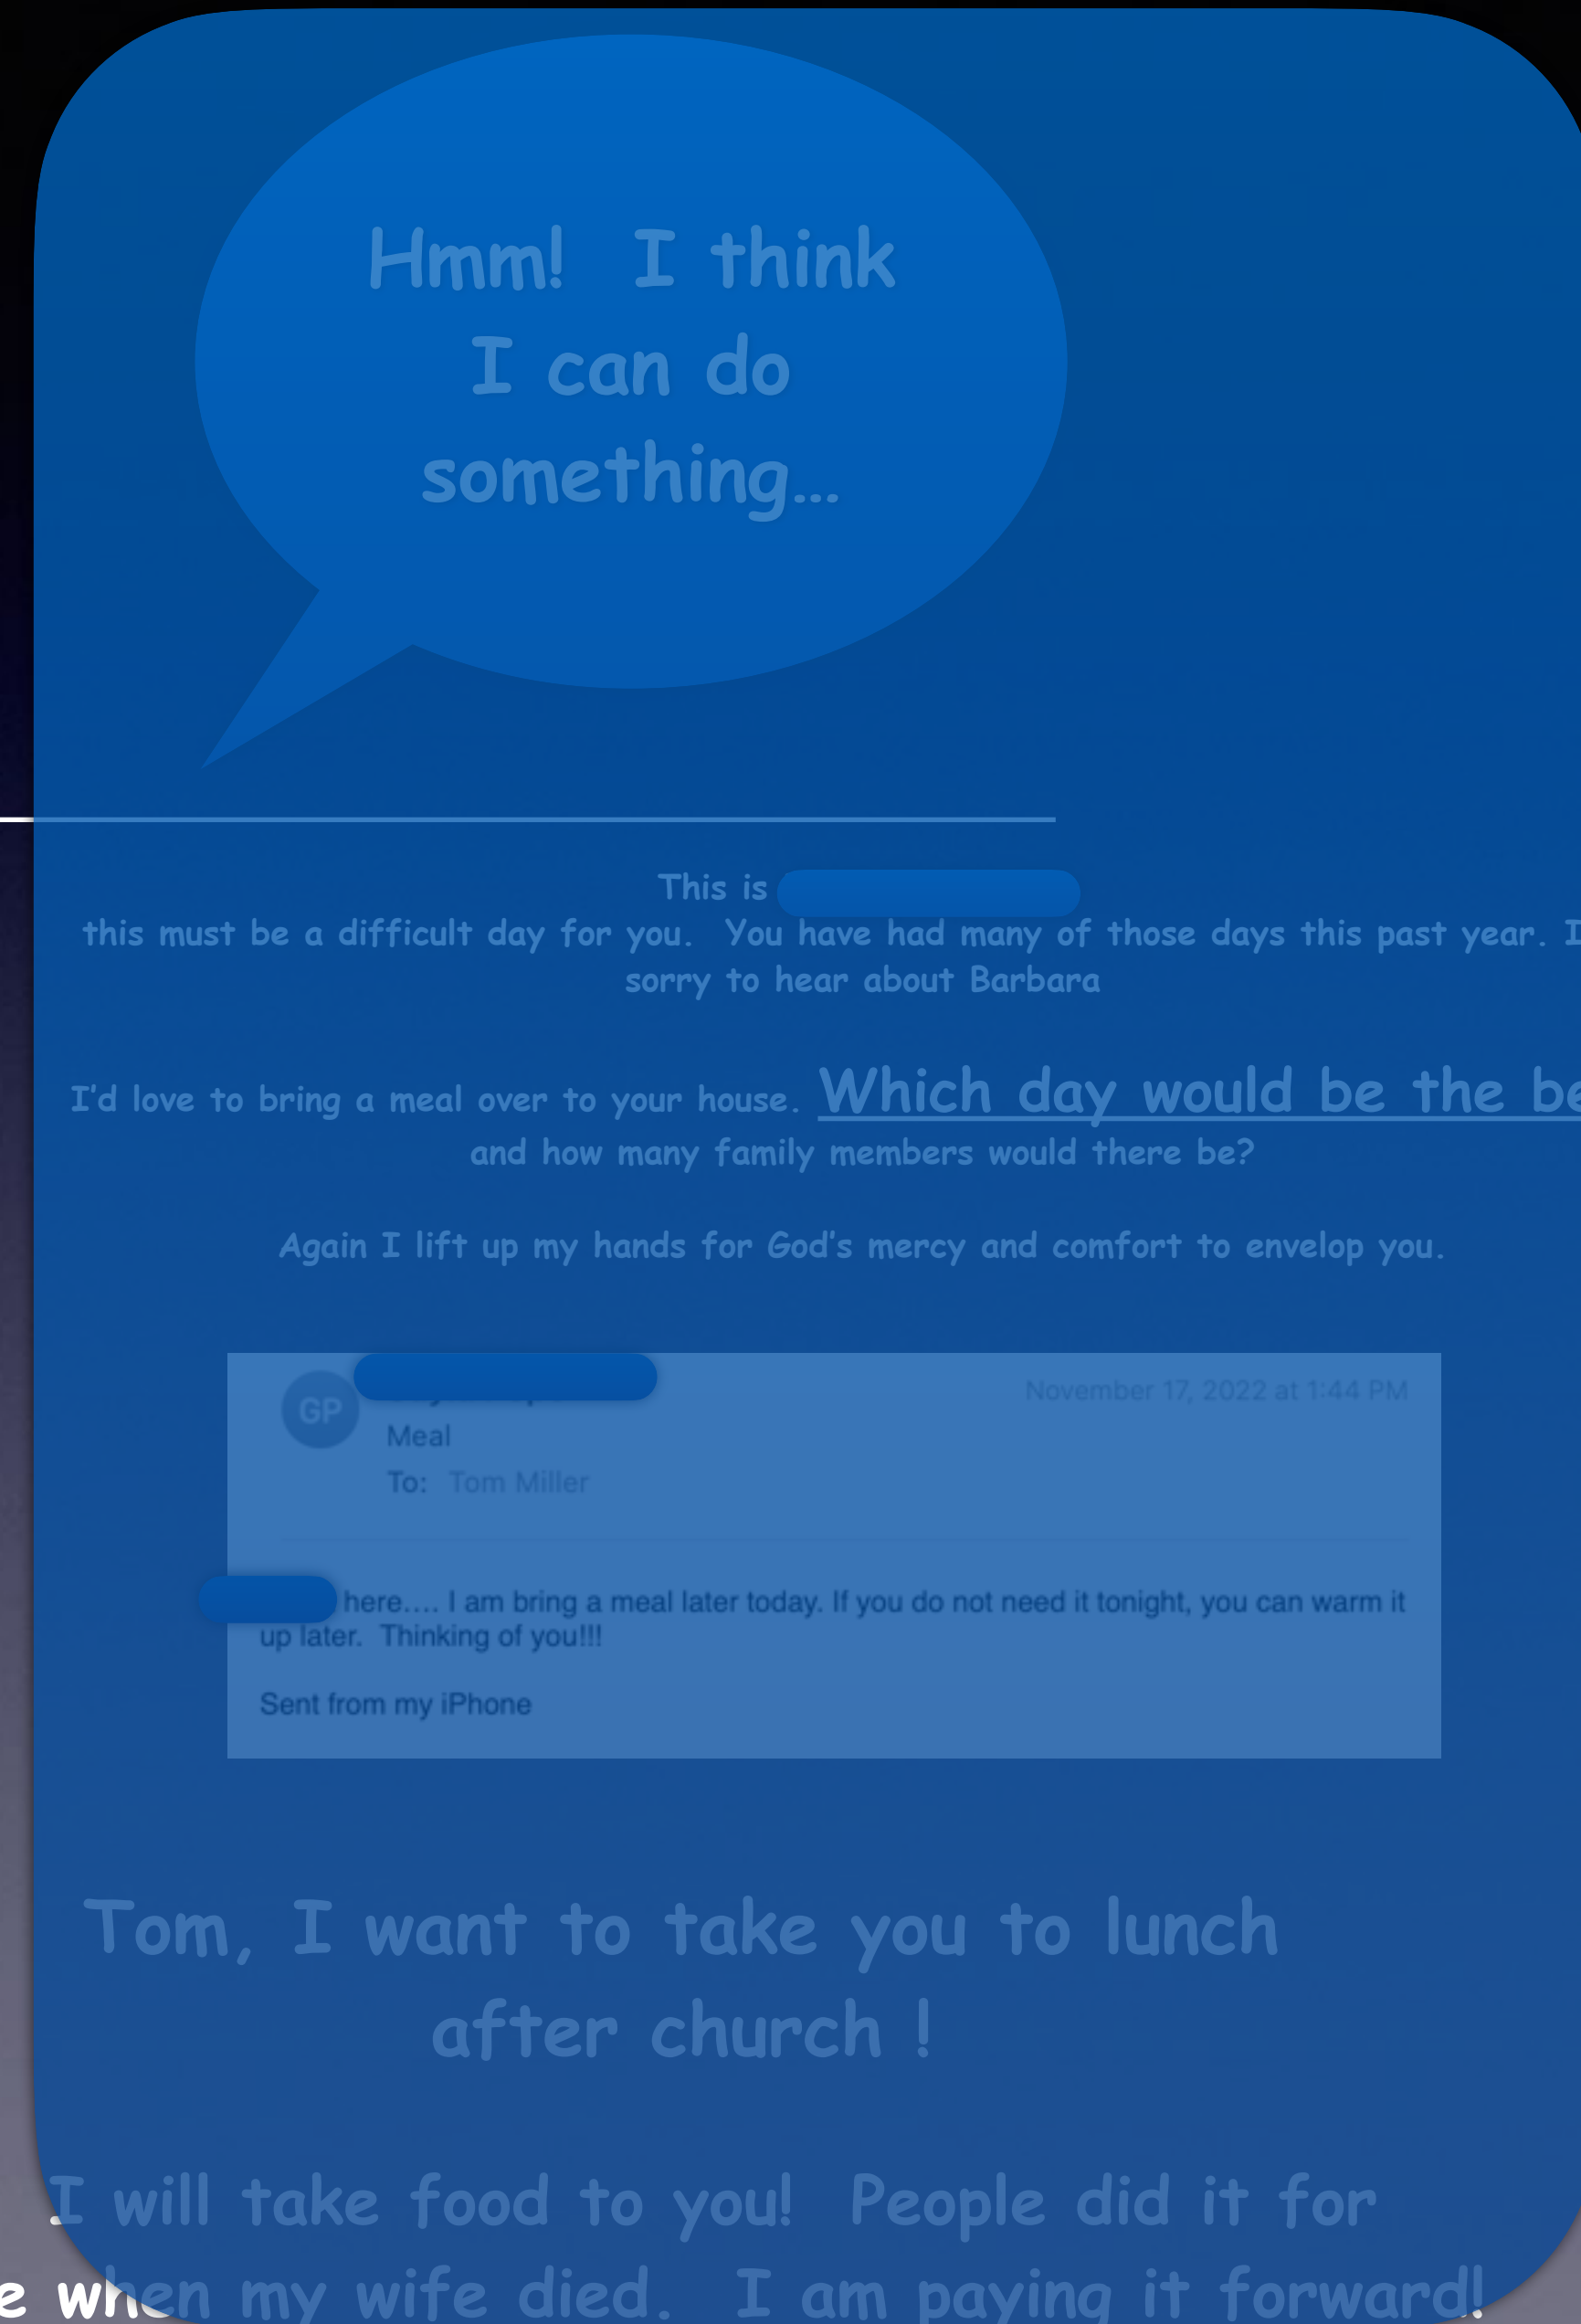 Hmm!  I think
I can do
something...
This is
this must be a difficult day for you.  You have had many of those days this past year. I
sorry to hear about Barbara
I'd love to bring a meal over to your house. Which day would be the
and how many family members would there be?
Again I lift up my hands for God's mercy and comfort to envelop you.
GP
November 17, 2022 at 1:44 PM
Meal
To: Tom Miller
here.... I am bring a meal later today. If you do not need it tonight, you can warm it
up later.  Thinking of you!!!
Sent from my iPhone
Tom, I want to take you to lunch
after church !
I will take food to you!  People did it for
when my wife died.  I am paying it forward!